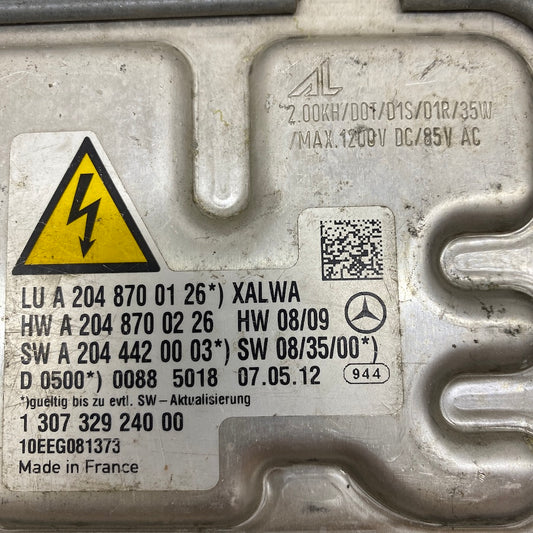 AL
2.00KH/DOT/D1S/D1R/35W
/MAX.1200V DC/85V AC
LU A 204 870 01 26*) XALWA
HW A 204 870 02 26 HW 08/09
SW A 204 442 00 03*) SW 08/35/00*)
D 0500*) 0088 5018 07.05.12 944
*)gueltig bis zu evtl. SW – Aktualisierung
1 307 329 240 00
10EEG081373
Made in France